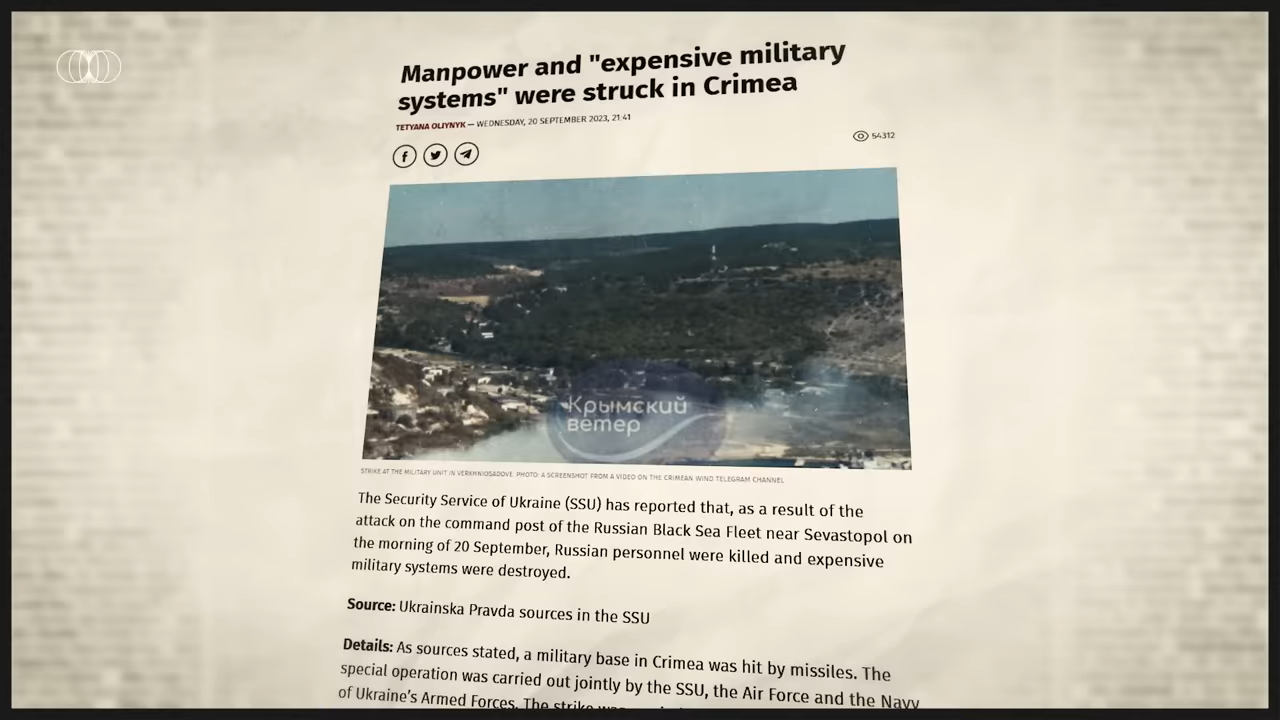 Manpower and "expensive military
systems" were struck in Crimea
TETYANA OLIYNYK — WEDNESDAY, 20 SEPTEMBER 2023, 21:41
54312
Крымский
ветер
STRIKE AT THE MILITARY UNIT IN VERKHNIOSADOVE. PHOTO: A SCREENSHOT FROM A VIDEO ON THE CRIMEAN WIND TELEGRAM CHANNEL
The Security Service of Ukraine (SSU) has reported that, as a result of the
attack on the command post of the Russian Black Sea Fleet near Sevastopol on
the morning of 20 September, Russian personnel were killed and expensive
military systems were destroyed.
Source: Ukrainska Pravda sources in the SSU
Details: As sources stated, a military base in Crimea was hit by missiles. The
special operation was carried out jointly by the SSU, the Air Force and the Navy
of Ukraine's Armed Forces. The strike